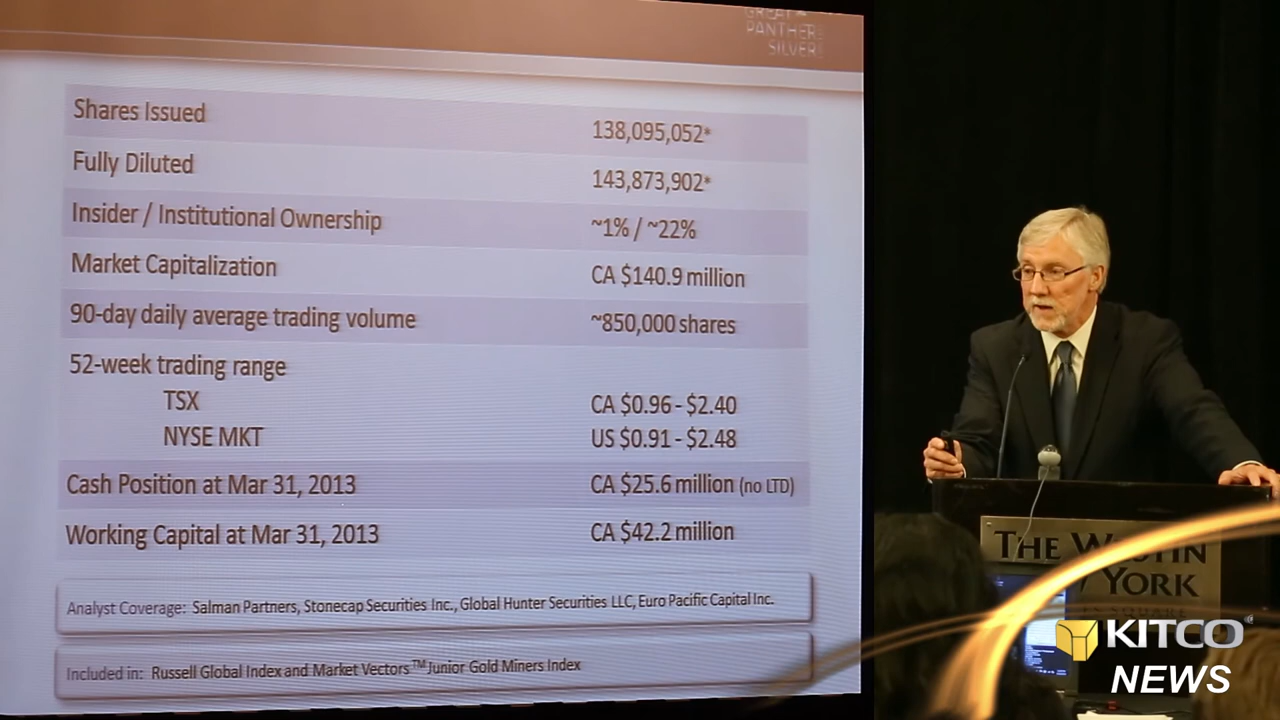 GREAT
PANTHER
SILVER
Shares Issued 138,095,052*
Fully Diluted 143,873,902*
Insider / Institutional Ownership ~1% / ~22%
Market Capitalization CA $140.9 million
90-day daily average trading volume ~850,000 shares
52-week trading range
TSX CA $0.96 - $2.40
NYSE MKT US $0.91 - $2.48
Cash Position at Mar 31, 2013 CA $25.6 million (no LTD)
Working Capital at Mar 31, 2013 CA $42.2 million
Analyst Coverage: Salman Partners, Stonecap Securities Inc., Global Hunter Securities LLC, Euro Pacific Capital Inc.
Included in: Russell Global Index and Market Vectors™ Junior Gold Miners Index
THE WESTIN
YORK
SQUARE
KITCO
NEWS